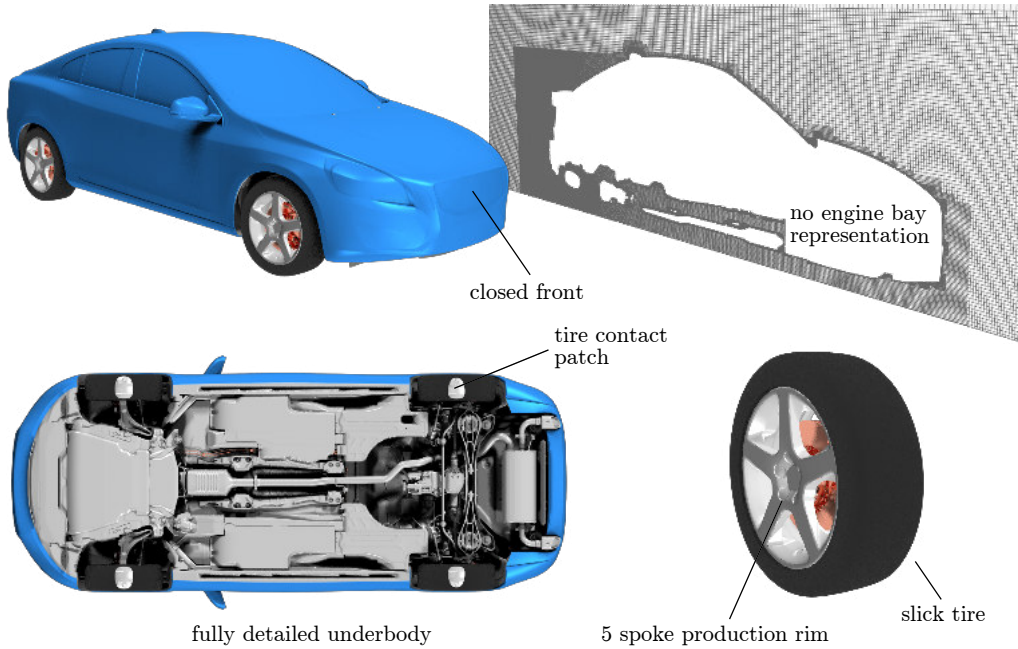 no engine bay
representation
closed front
tire contact
patch
slick tire
fully detailed underbody
5 spoke production rim